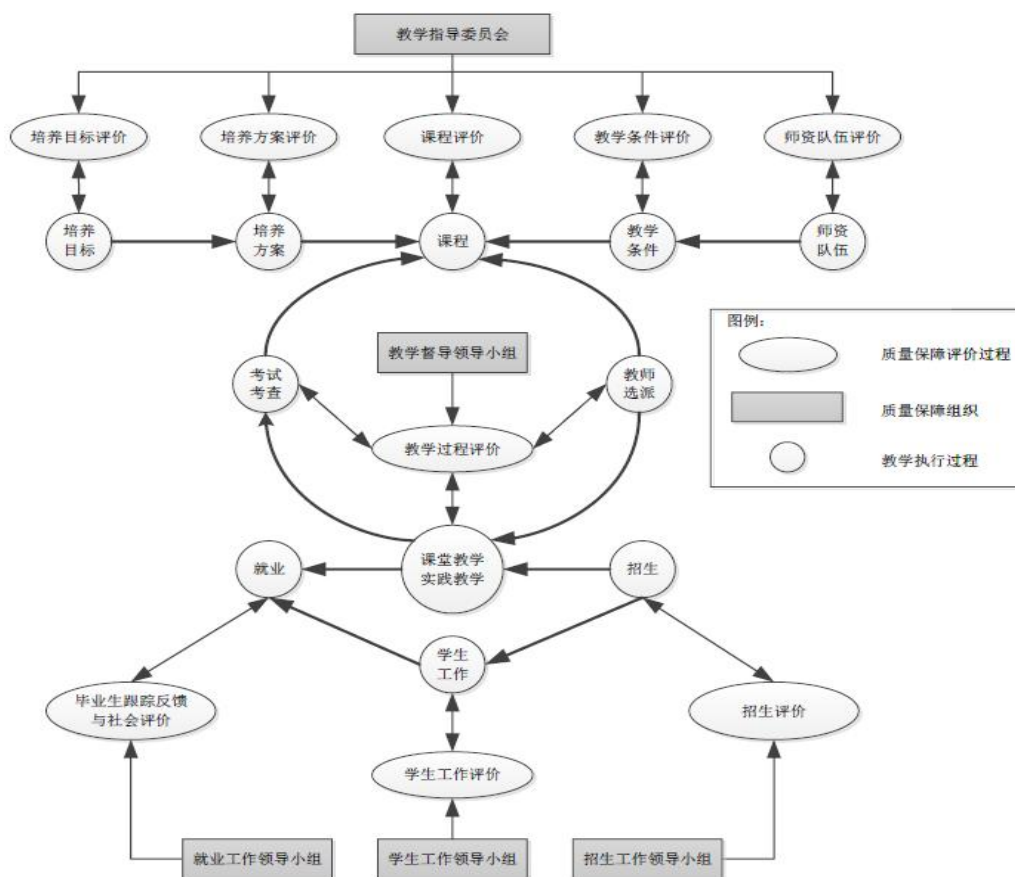 教学指导委员会
培养目标评价
培养方案评价
课程评价
教学条件评价
师资队伍评价
培养
目标
培养
方案
课程
教学
条件
师资
队伍
图例：
质量保障评价过程
质量保障组织
教学执行过程
教学督导领导小组
考试
考查
教师
选派
教学过程评价
课堂教学
实践教学
就业
招生
学生
工作
毕业生跟踪反馈
与社会评价
招生评价
学生工作评价
就业工作领导小组
学生工作领导小组
招生工作领导小组